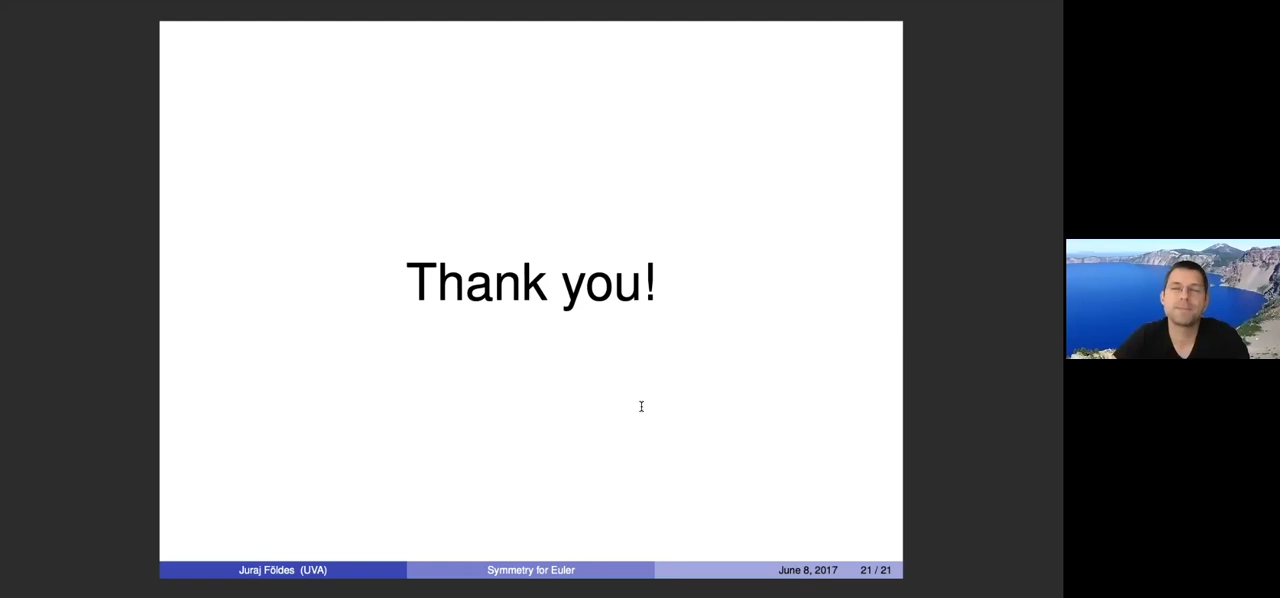 Thank you!
Juraj Földes (UVA)
Symmetry for Euler
June 8, 2017
21 / 21